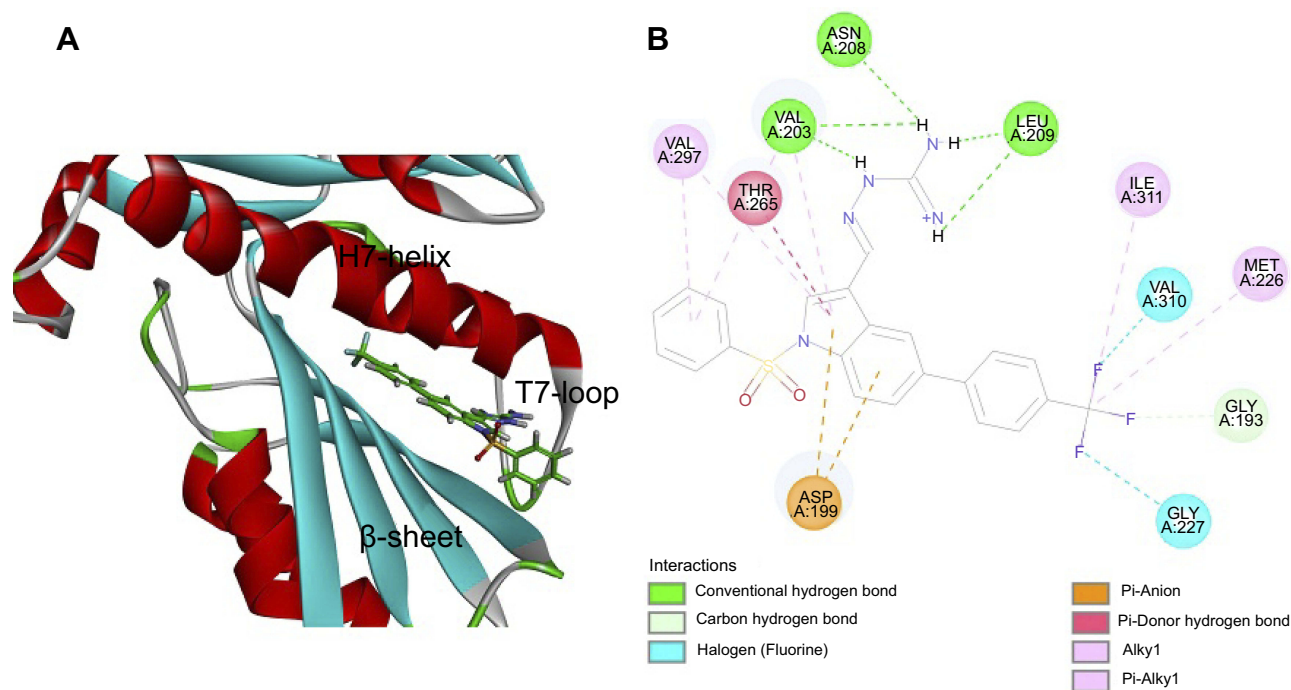 A
H7-helix
T7-loop
β-sheet
B
ASN
A:208
VAL
A:203
LEU
A:209
VAL
A:297
THR
A:265
ILE
A:311
MET
A:226
VAL
A:310
GLY
A:193
GLY
A:227
ASP
A:199
H
N
H
H
N
N
+N
H
N
S
O
O
F
F
F
Interactions
Conventional hydrogen bond
Carbon hydrogen bond
Halogen (Fluorine)
Pi-Anion
Pi-Donor hydrogen bond
Alky1
Pi-Alky1